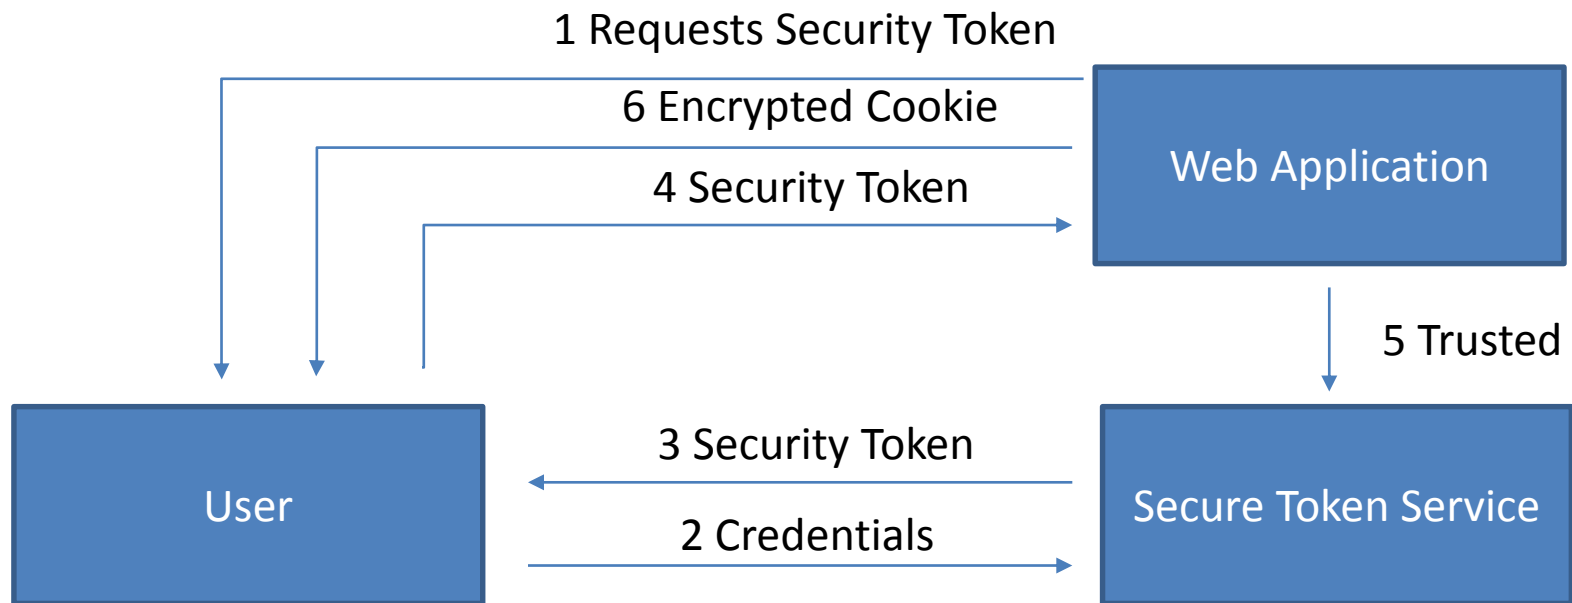 1 Requests Security Token
6 Encrypted Cookie
Web Application
4 Security Token
5 Trusted
3 Security Token
User
Secure Token Service
2 Credentials